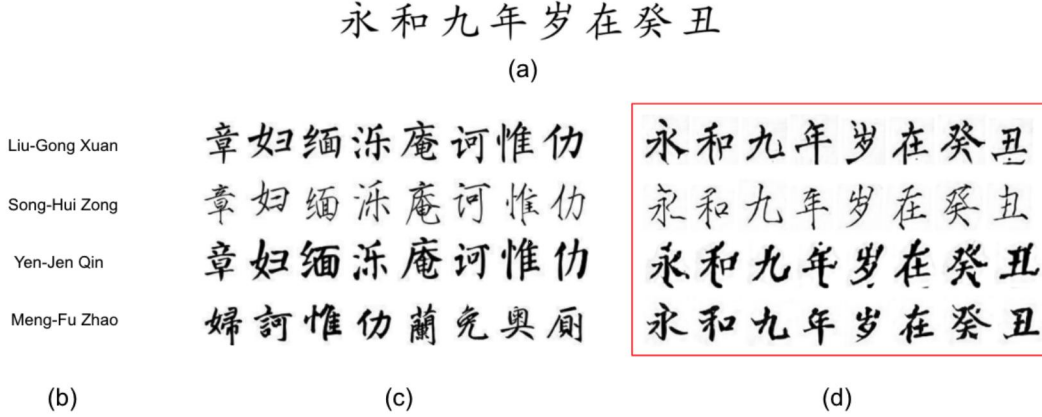 永和九年岁在癸丑
(a)
Liu-Gong Xuan 章妇缅泺庵诃惟仂 永和九年岁在癸丑
Song-Hui Zong 章妇缅泺庵诃惟仂 永和九年岁在癸丑
Yen-Jen Qin 章妇缅泺庵诃惟仂 永和九年岁在癸丑
Meng-Fu Zhao 婦訶惟仂蘭免奥厠 永和九年岁在癸丑
(b) (c) (d)